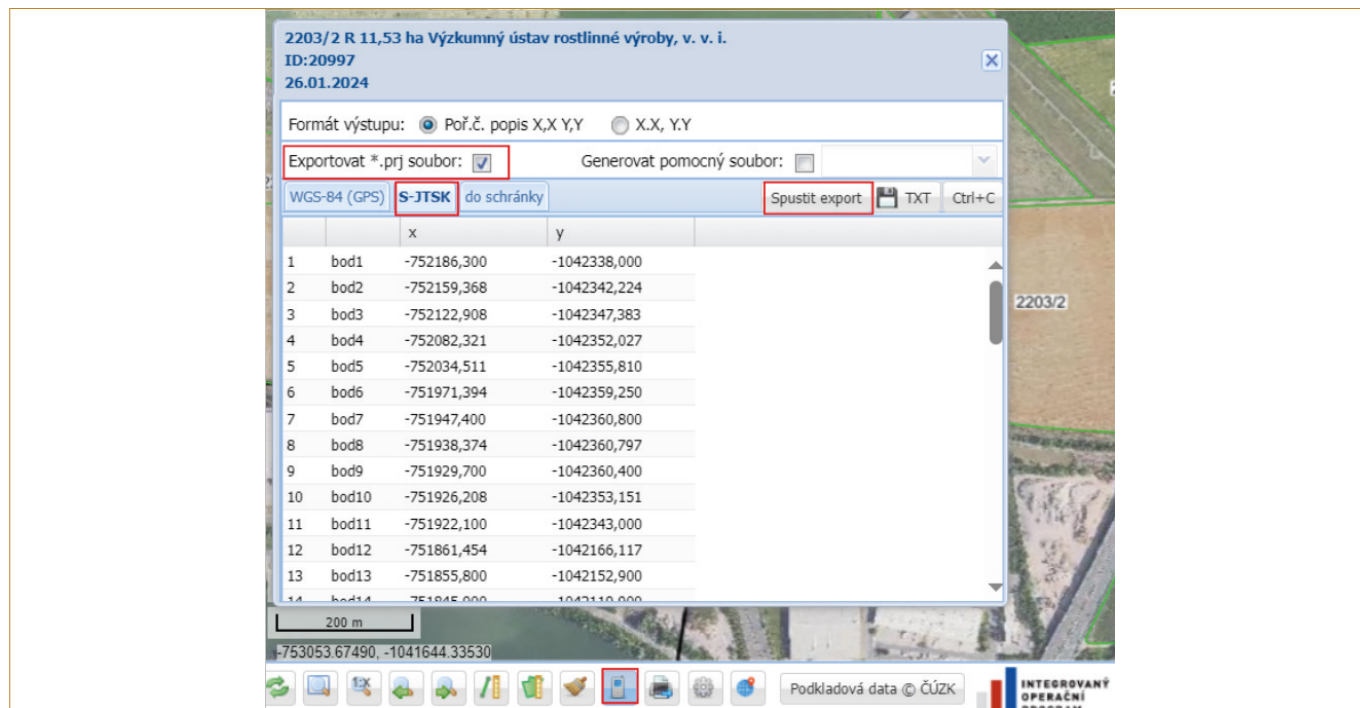 2203/2 R 11,53 ha Výzkumný ústav rostlinné výroby, v. v. i.
ID:20997
26.01.2024
Formát výstupu: Poř.č. popis X,X Y,Y X.X, Y.Y
Exportovat *.prj soubor: Generovat pomocný soubor:
WGS-84 (GPS) S-JTSK do schránky Spustit export TXT Ctrl+C
x y
1 bod1 -752186,300 -1042338,000
2 bod2 -752159,368 -1042342,224
3 bod3 -752122,908 -1042347,383
4 bod4 -752082,321 -1042352,027
5 bod5 -752034,511 -1042355,810
6 bod6 -751971,394 -1042359,250
7 bod7 -751947,400 -1042360,800
8 bod8 -751938,374 -1042360,797
9 bod9 -751929,700 -1042360,400
10 bod10 -751926,208 -1042353,151
11 bod11 -751922,100 -1042343,000
12 bod12 -751861,454 -1042166,117
13 bod13 -751855,800 -1042152,900
14 bod14
2203/2
200 m
-753053.67490, -1041644.33530
1:X
Podkladová data © ČÚZK
INTEGROVANÝ
OPERAČNÍ
PROGRAM